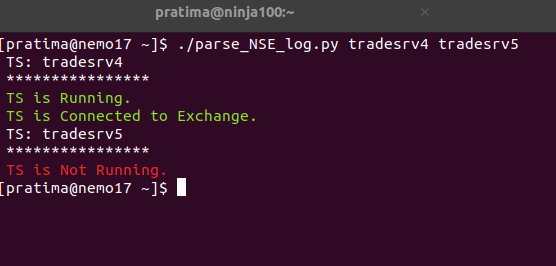 pratima@ninja100:~ ×
[pratima@nemo17 ~]$ ./parse_NSE_log.py tradesrv4 tradesrv5
TS: tradesrv4
****************
TS is Running.
TS is Connected to Exchange.
TS: tradesrv5
****************
TS is Not Running.
[pratima@nemo17 ~]$